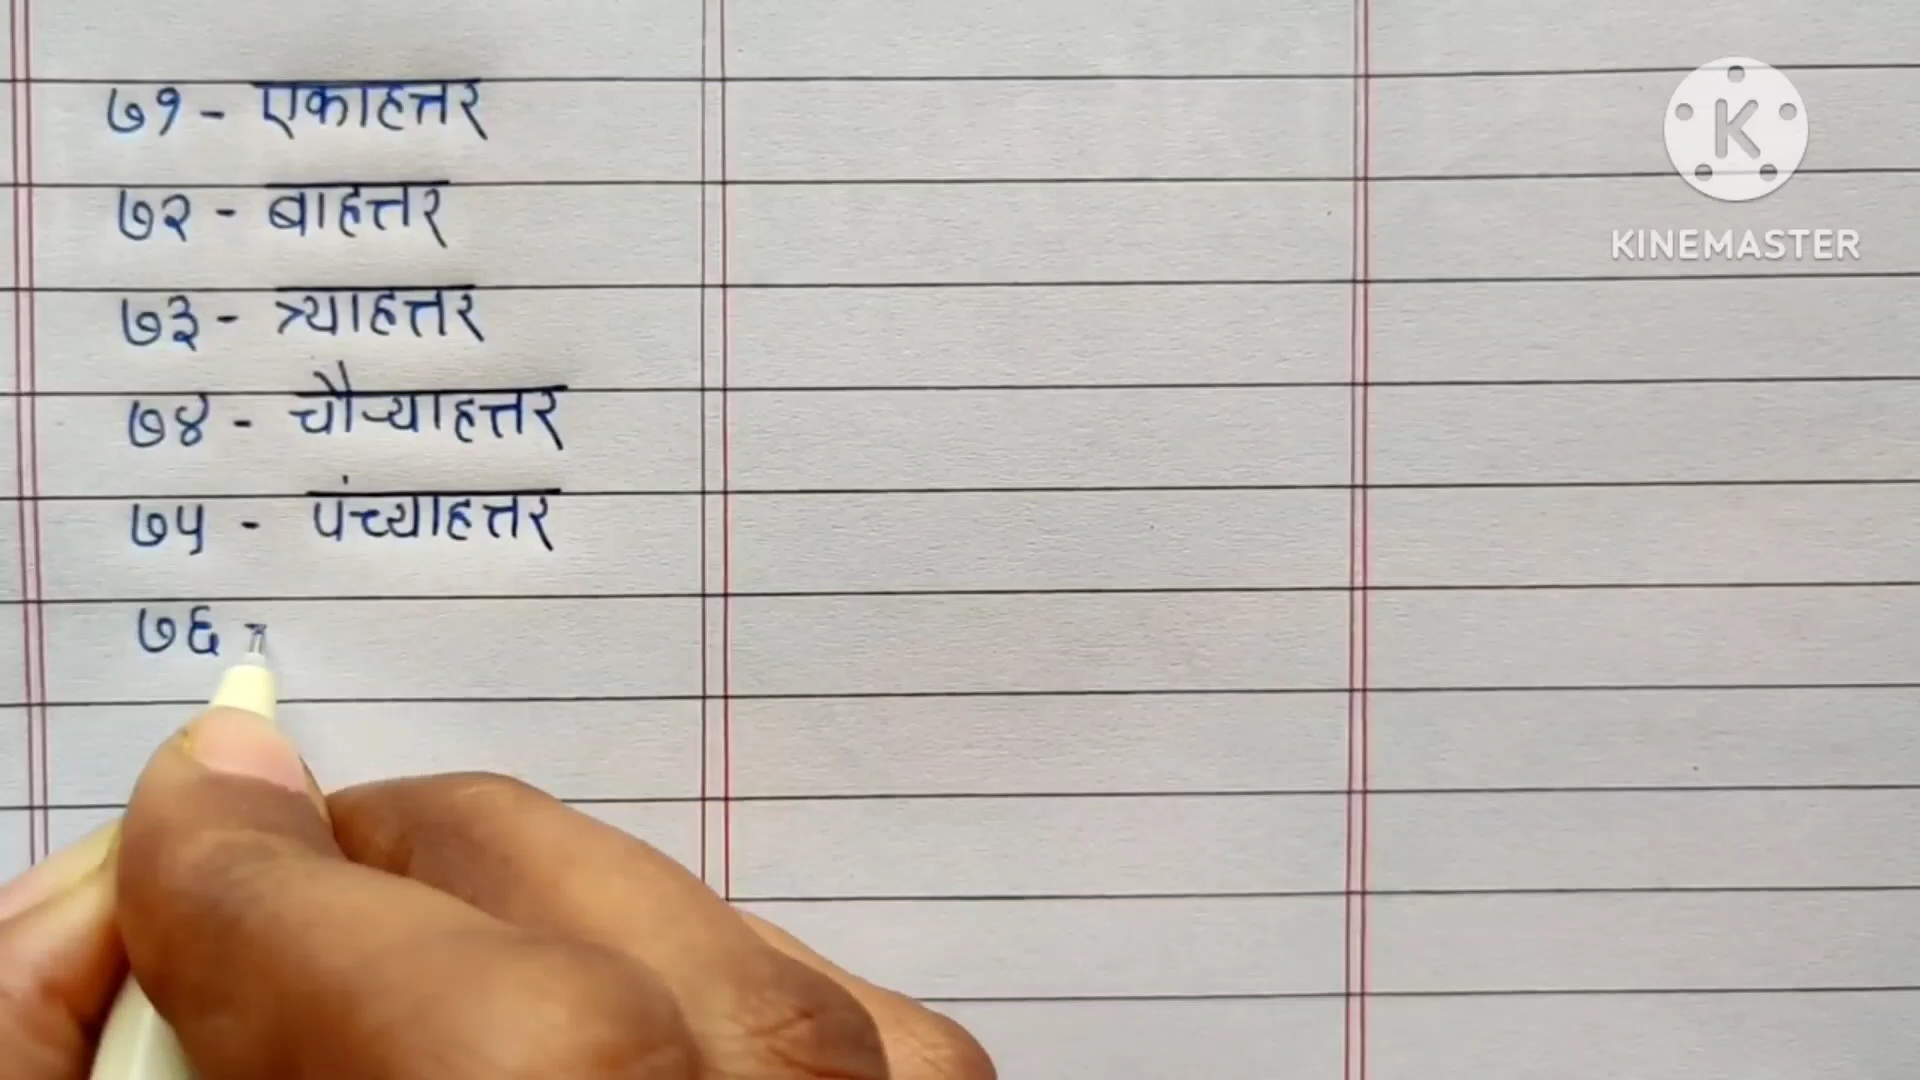 ७१ - एकाहत्तर
७२ - बाहत्तर
७३ - त्र्याहत्तर
७४ - चौऱ्याहत्तर
७५ - पंच्याहत्तर
७६ -
K
KINEMASTER